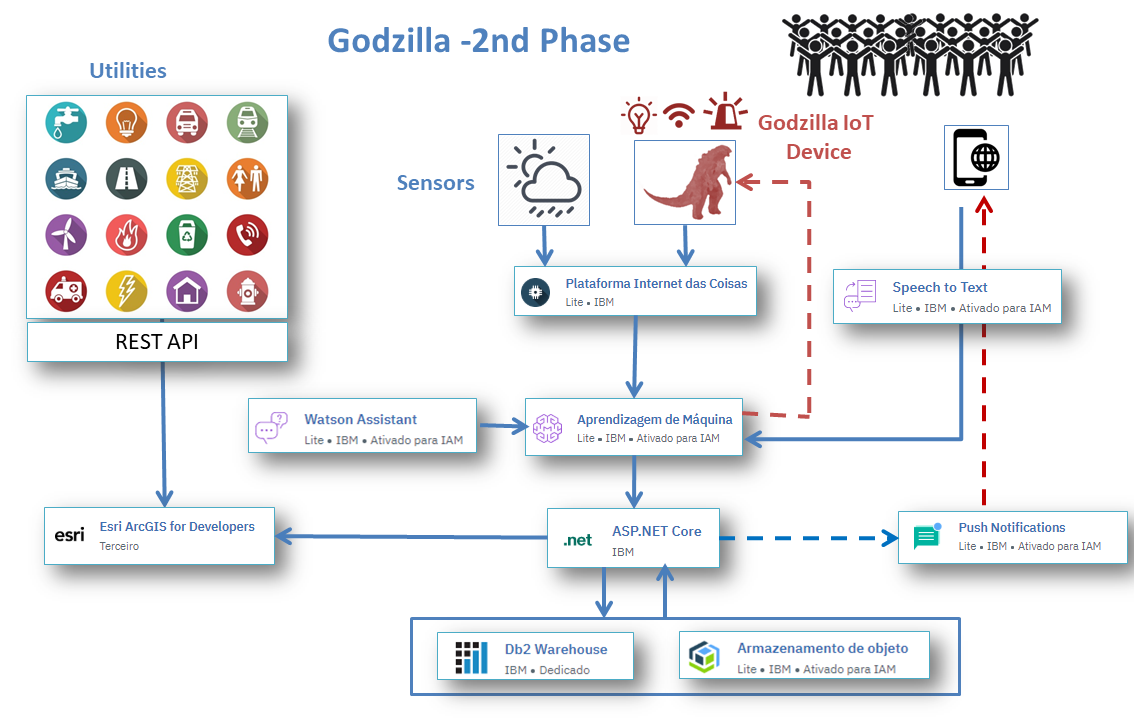 Godzilla -2nd Phase
Utilities
Godzilla IoT
Device
Sensors
Plataforma Internet das Coisas
Lite • IBM
Speech to Text
Lite • IBM • Ativado para IAM
REST API
Watson Assistant
Lite • IBM • Ativado para IAM
Aprendizagem de Máquina
Lite • IBM • Ativado para IAM
esri
Esri ArcGIS for Developers
Terceiro
.net
ASP.NET Core
IBM
Push Notifications
Lite • IBM • Ativado para IAM
Db2 Warehouse
IBM • Dedicado
Armazenamento de objeto
Lite • IBM • Ativado para IAM